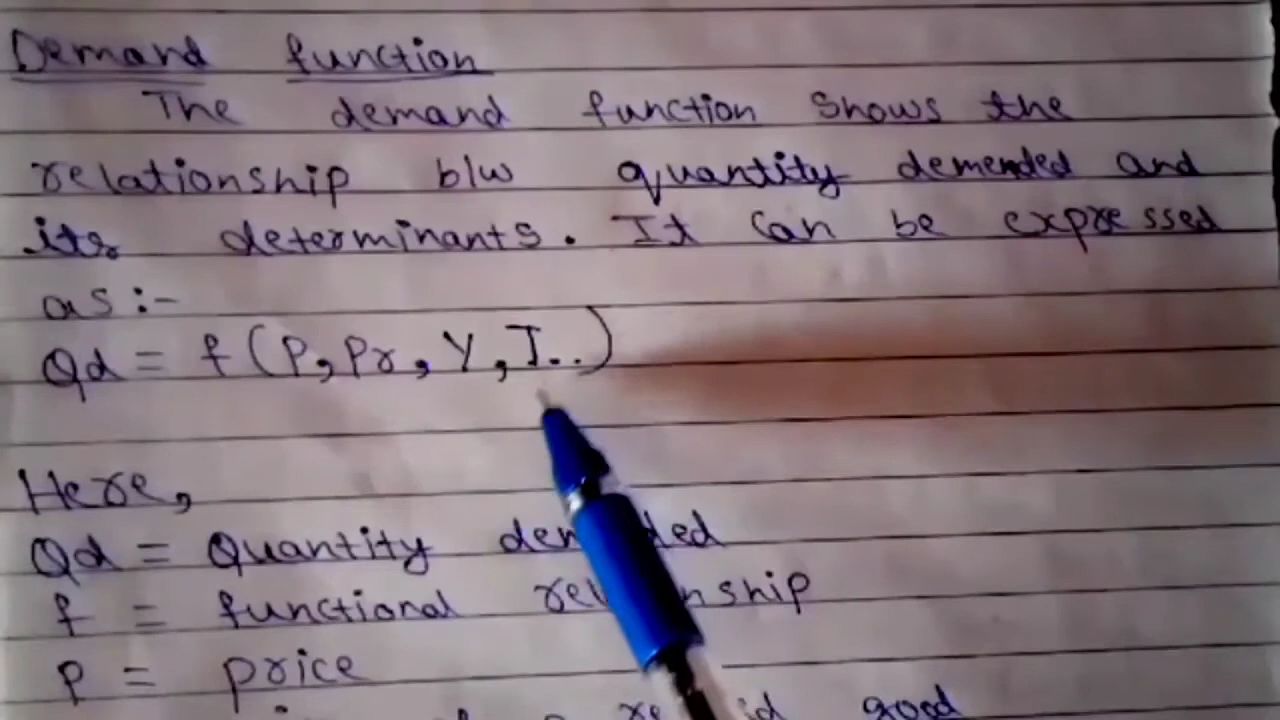 Demand function
The demand function shows the
relationship b/w quantity demended and
its determinants. It can be expressed
as :-
Qd = f (P, Pr, Y, T..)
Here,
Qd = Quantity
f = functional
P = price
good